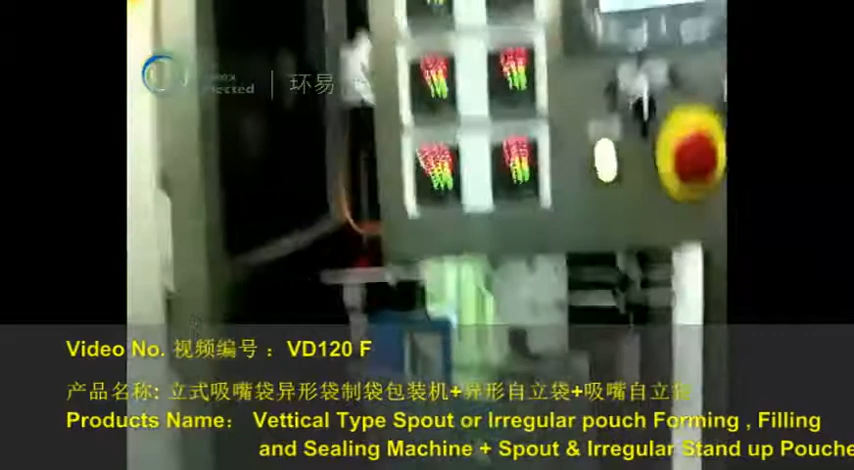 环易
Video No. 视频编号 ： VD120 F
产品名称: 立式吸嘴袋异形袋制袋包装机+异形自立袋+吸嘴自立袋
Products Name： Vettical Type Spout or Irregular pouch Forming , Filling
and Sealing Machine + Spout & Irregular Stand up Pouche